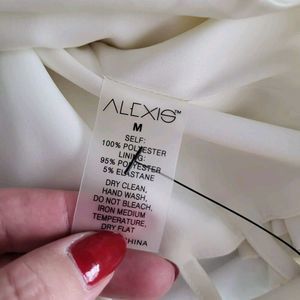 ALEXIS™
M
SELF:
100% POLYESTER
LINING:
95% POLYESTER
5% ELASTANE
DRY CLEAN,
HAND WASH,
DO NOT BLEACH,
IRON MEDIUM
TEMPERATURE,
DRY FLAT
CHINA